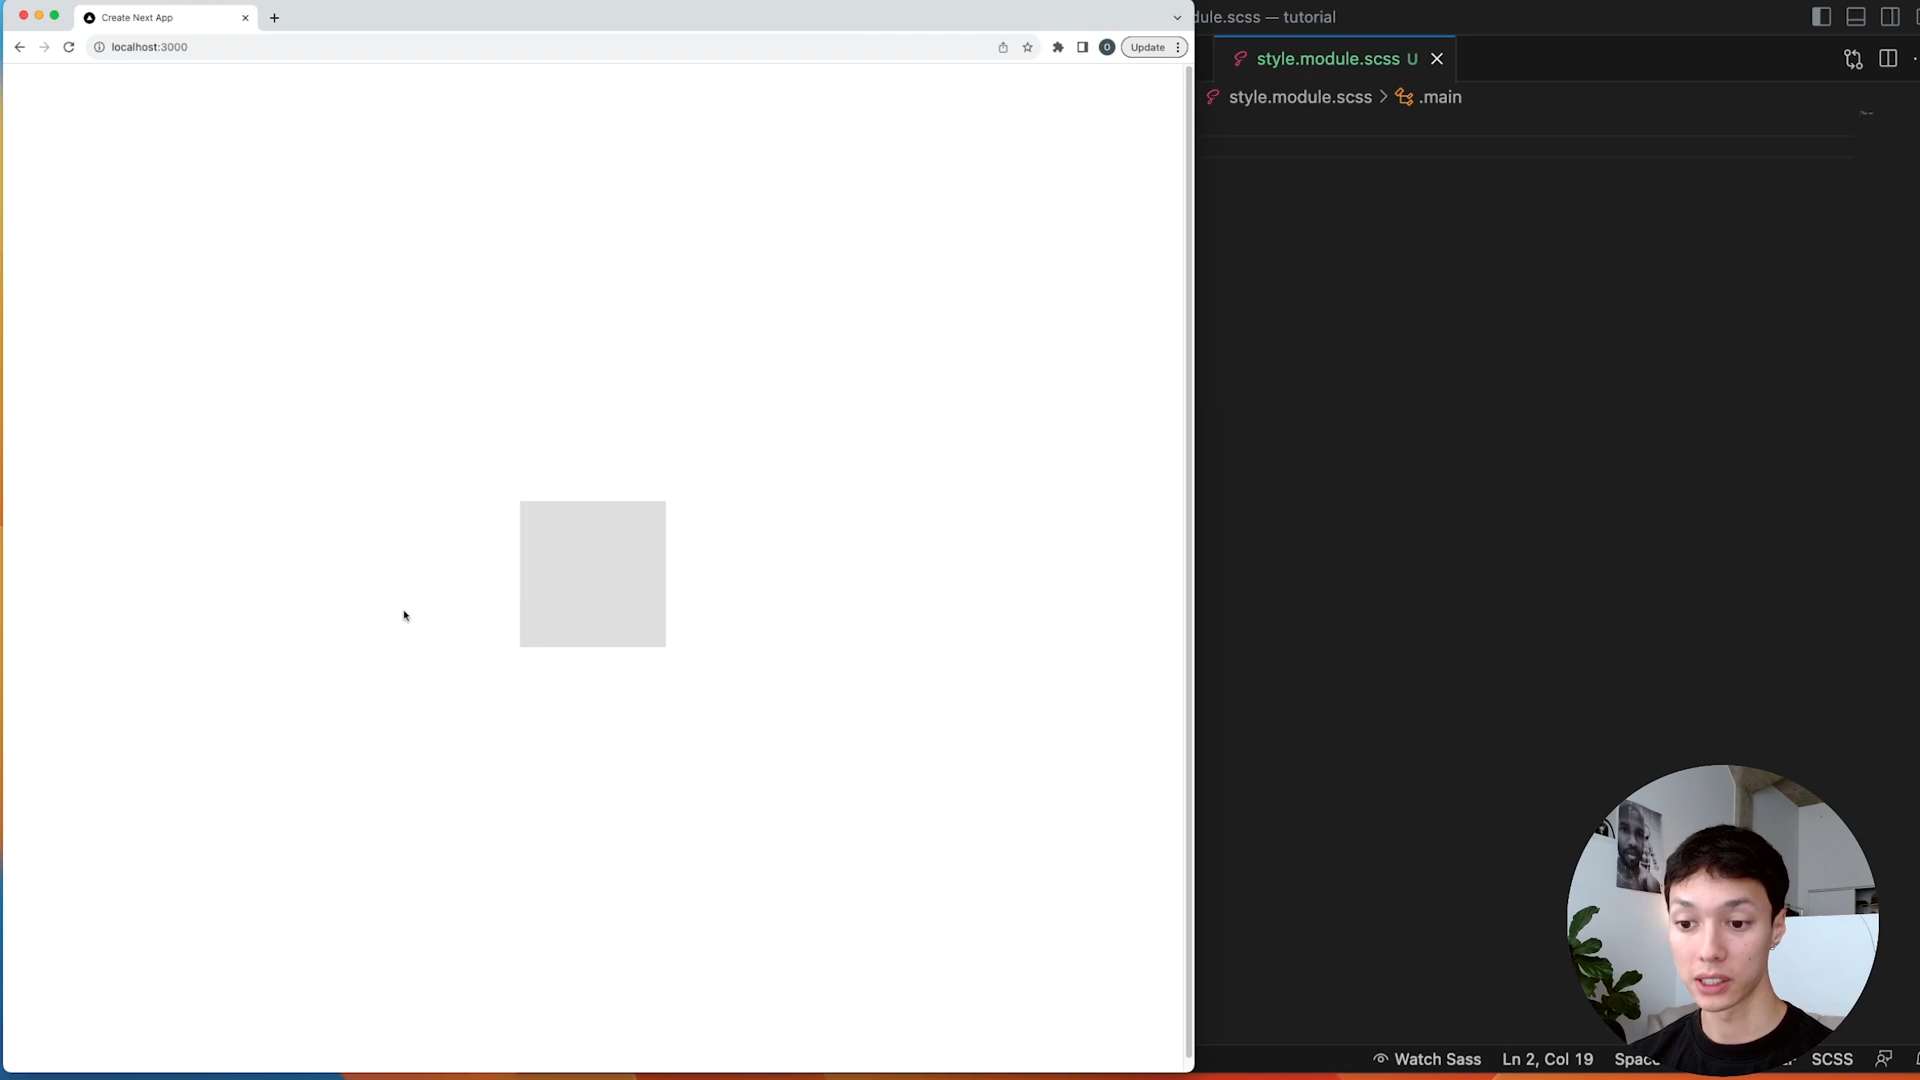 Create Next App
dule.scss — tutorial
localhost:3000
O
Update
style.module.scss U
style.module.scss > .main
Watch Sass
Ln 2, Col 19
Spac
SCSS